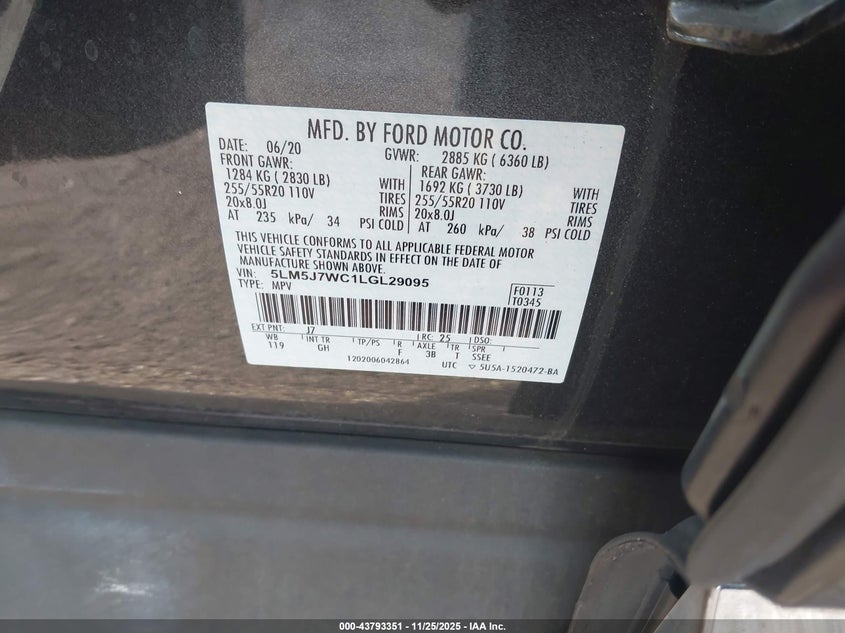 MFD. BY FORD MOTOR CO.
DATE: 06/20 GVWR: 2885 KG ( 6360 LB)
FRONT GAWR: REAR GAWR:
1284 KG ( 2830 LB) WITH 1692 KG ( 3730 LB) WITH
255/55R20 110V TIRES 255/55R20 110V TIRES
20x8.0J RIMS 20x8.0J RIMS
AT 235 kPa/ 34 PSI COLD AT 260 kPa/ 38 PSI COLD
THIS VEHICLE CONFORMS TO ALL APPLICABLE FEDERAL MOTOR
VEHICLE SAFETY STANDARDS IN EFFECT ON THE DATE OF
MANUFACTURE SHOWN ABOVE.
VIN: 5LM5J7WC1LGL29095
TYPE: MPV
F0113
T0345
EXT PNT: J7 RC: 25 DSO:
WB INT TR TP/PS R AXLE TR SPR
119 GH F 3B T SSEE
1202006042864 UTC ▽ 5U5A-1520472-BA
000-43793351 | 11/25/2025 - IAA Inc.